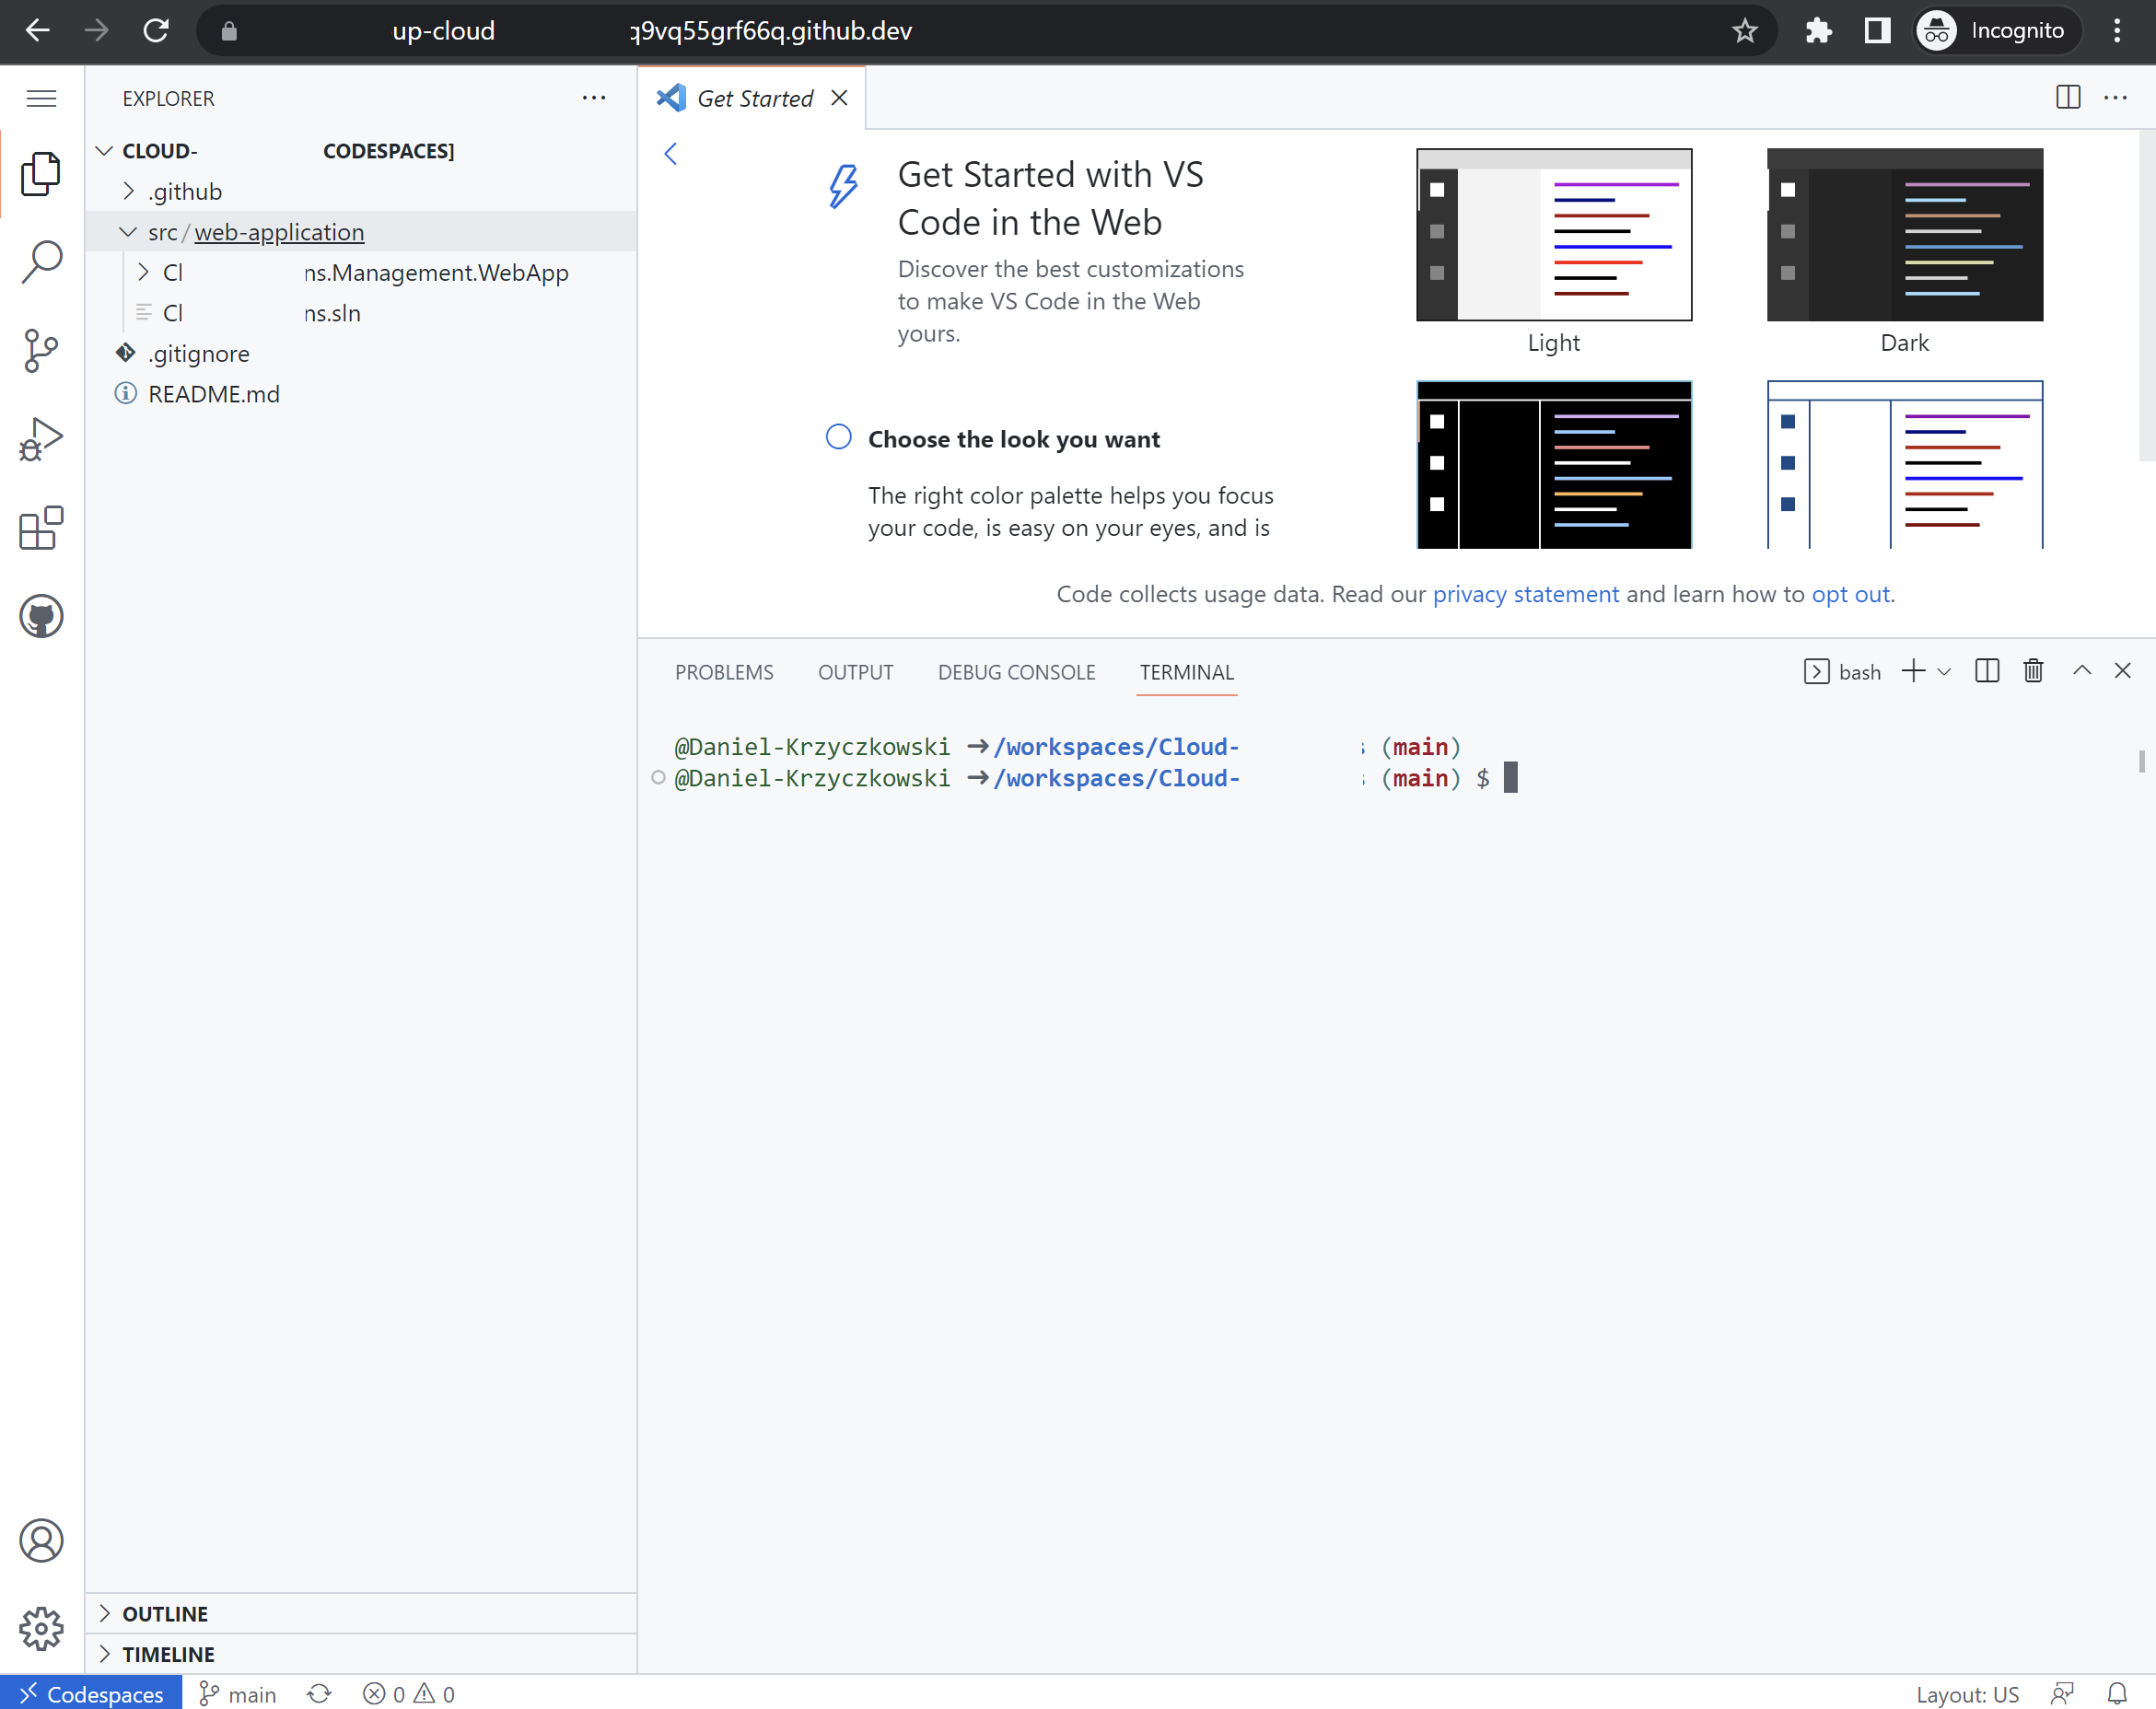 up-cloud q9vq55grf66q.github.dev
Incognito
EXPLORER
CLOUD- CODESPACES]
.github
src / web-application
Cl ns.Management.WebApp
Cl ns.sln
.gitignore
README.md
OUTLINE
TIMELINE
Get Started
Get Started with VS
Code in the Web
Discover the best customizations
to make VS Code in the Web
yours.
Choose the look you want
The right color palette helps you focus
your code, is easy on your eyes, and is
Light
Dark
Code collects usage data. Read our privacy statement and learn how to opt out.
PROBLEMS OUTPUT DEBUG CONSOLE TERMINAL
bash
@Daniel-Krzyczkowski ➜/workspaces/Cloud- s (main)
@Daniel-Krzyczkowski ➜/workspaces/Cloud- (main) $
Codespaces main 0 0
Layout: US